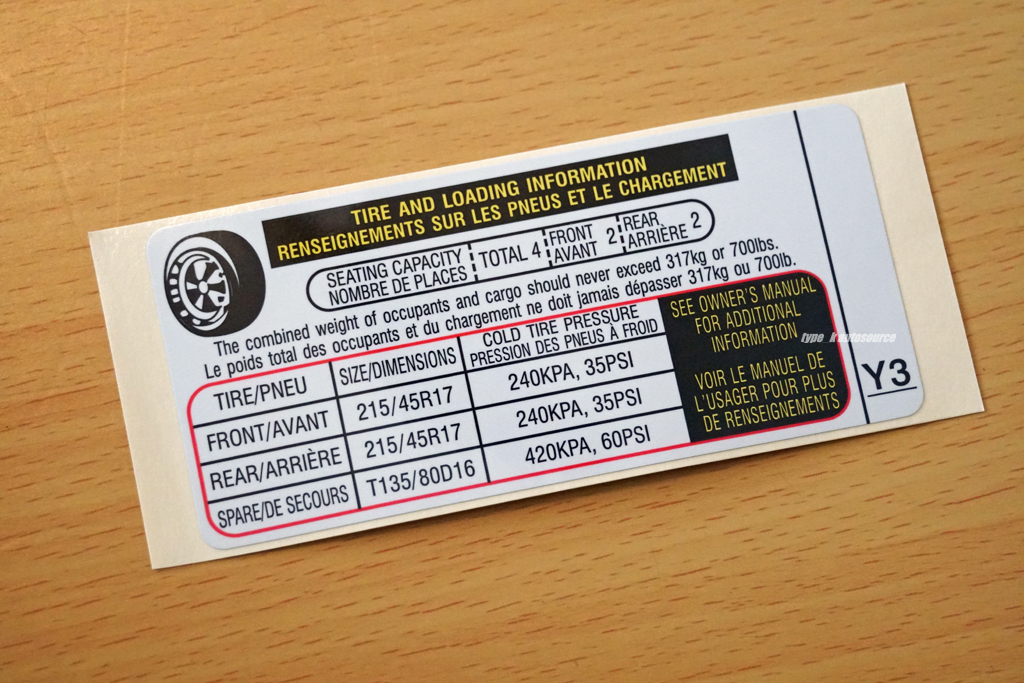 TIRE AND LOADING INFORMATION
RENSEIGNEMENTS SUR LES PNEUS ET LE CHARGEMENT
SEATING CAPACITY
NOMBRE DE PLACES
TOTAL 4
FRONT
AVANT 2
REAR
ARRIÈRE 2
The combined weight of occupants and cargo should never exceed 317kg or 700lbs.
Le poids total des occupants et du chargement ne doit jamais dépasser 317kg ou 700lb.
TIRE/PNEU
SIZE/DIMENSIONS
COLD TIRE PRESSURE
PRESSION DES PNEUS À FROID
FRONT/AVANT 215/45R17 240KPA, 35PSI
REAR/ARRIÈRE 215/45R17 240KPA, 35PSI
SPARE/DE SECOURS T135/80D16 420KPA, 60PSI
SEE OWNER'S MANUAL
FOR ADDITIONAL
INFORMATION
VOIR LE MANUEL DE
L'USAGER POUR PLUS
DE RENSEIGNEMENTS
Y3
type